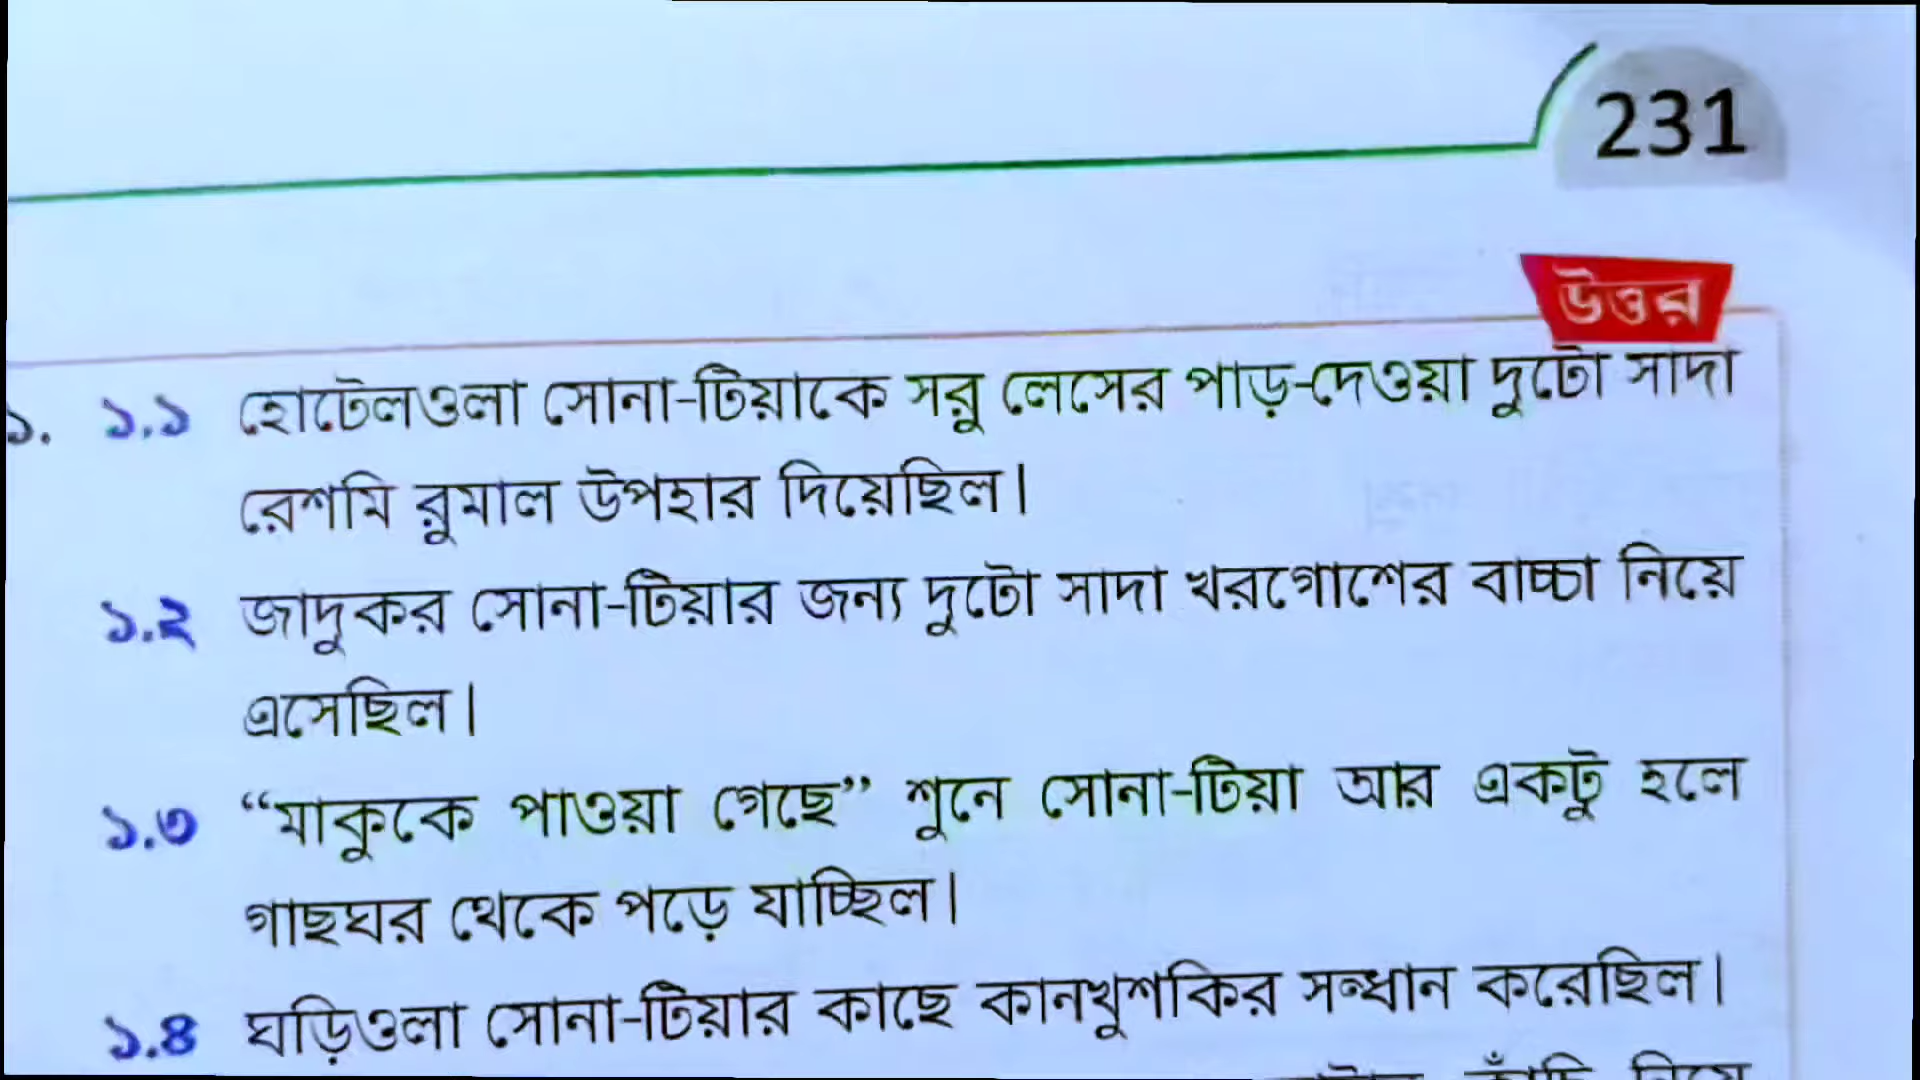 231
উত্তর
১. ১.১ হোটেলওলা সোনা-টিয়াকে সরু লেসের পাড়-দেওয়া দুটো সাদা
রেশমি রুমাল উপহার দিয়েছিল।
১.২ জাদুকর সোনা-টিয়ার জন্য দুটো সাদা খরগোশের বাচ্চা নিয়ে
এসেছিল।
১.৩ “মাকুকে পাওয়া গেছে” শুনে সোনা-টিয়া আর একটু হলে
গাছঘর থেকে পড়ে যাচ্ছিল।
১.৪ ঘড়িওলা সোনা-টিয়ার কাছে কানখুশকির সন্ধান করেছিল।